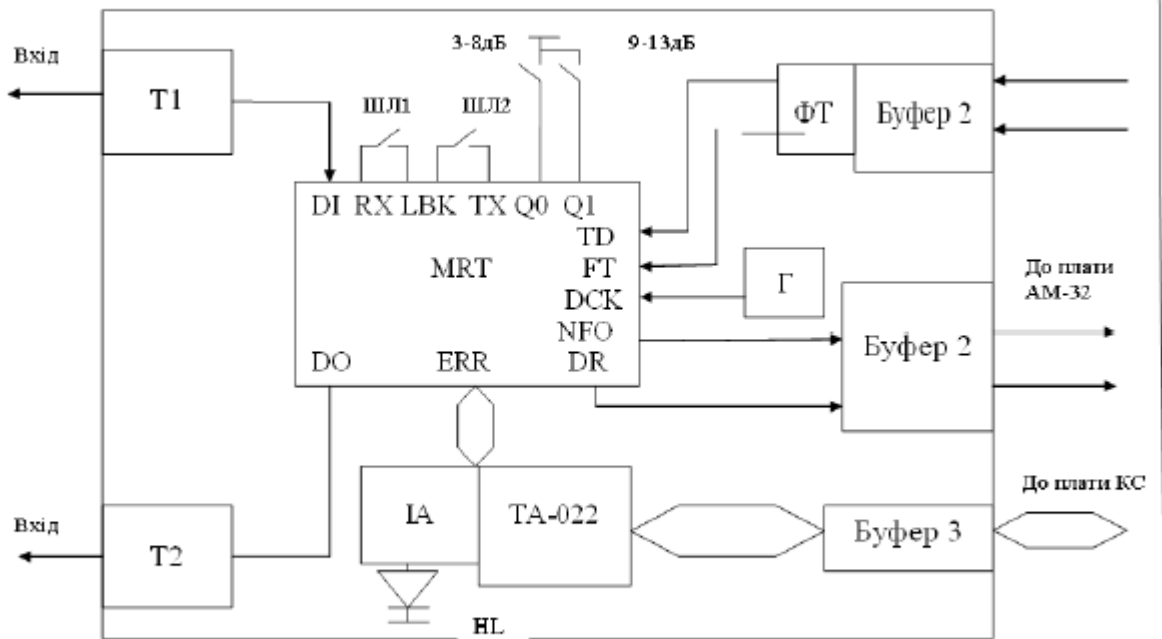 3-8дБ
9-13дБ
Вхід
T1
ШЛ1
ШЛ2
ФТ
Буфер 2
DI RX LBK TX Q0 Q1
TD
MRT
FT
DCK
Г
До плати
АМ-32
NFO
Буфер 2
DO ERR DR
До плати КС
ІА
ТА-022
Буфер 3
Вхід
T2
HL